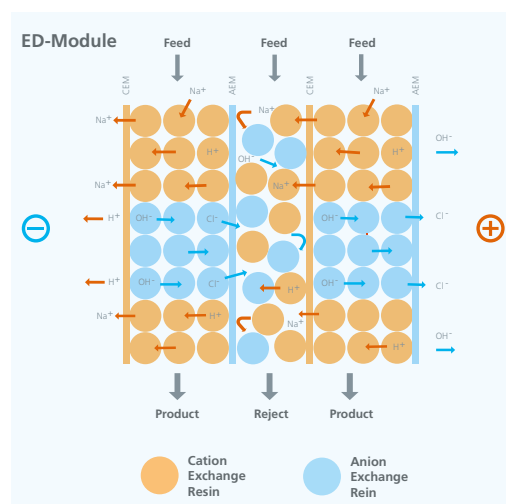 ED-Module
Feed Feed Feed
CEM AEM CEM AEM
Na⁺ Na⁺ Na⁺ Na⁺
H⁺ OH⁻ H⁺ OH⁻
Na⁺ Na⁺
H⁺ OH⁻ Cl⁻ OH⁻ Cl⁻
H⁺ OH⁻ Cl⁻ H⁺ OH⁻ Cl⁻
Na⁺ H⁺ Na⁺
H⁺ OH⁻
Product Reject Product
Cation
Exchange
Resin
Anion
Exchange
Rein